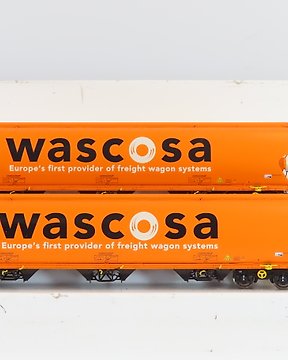 wascosa
Europe's first provider of freight wagon systems
wascosa
Europe's first provider of freight wagon systems